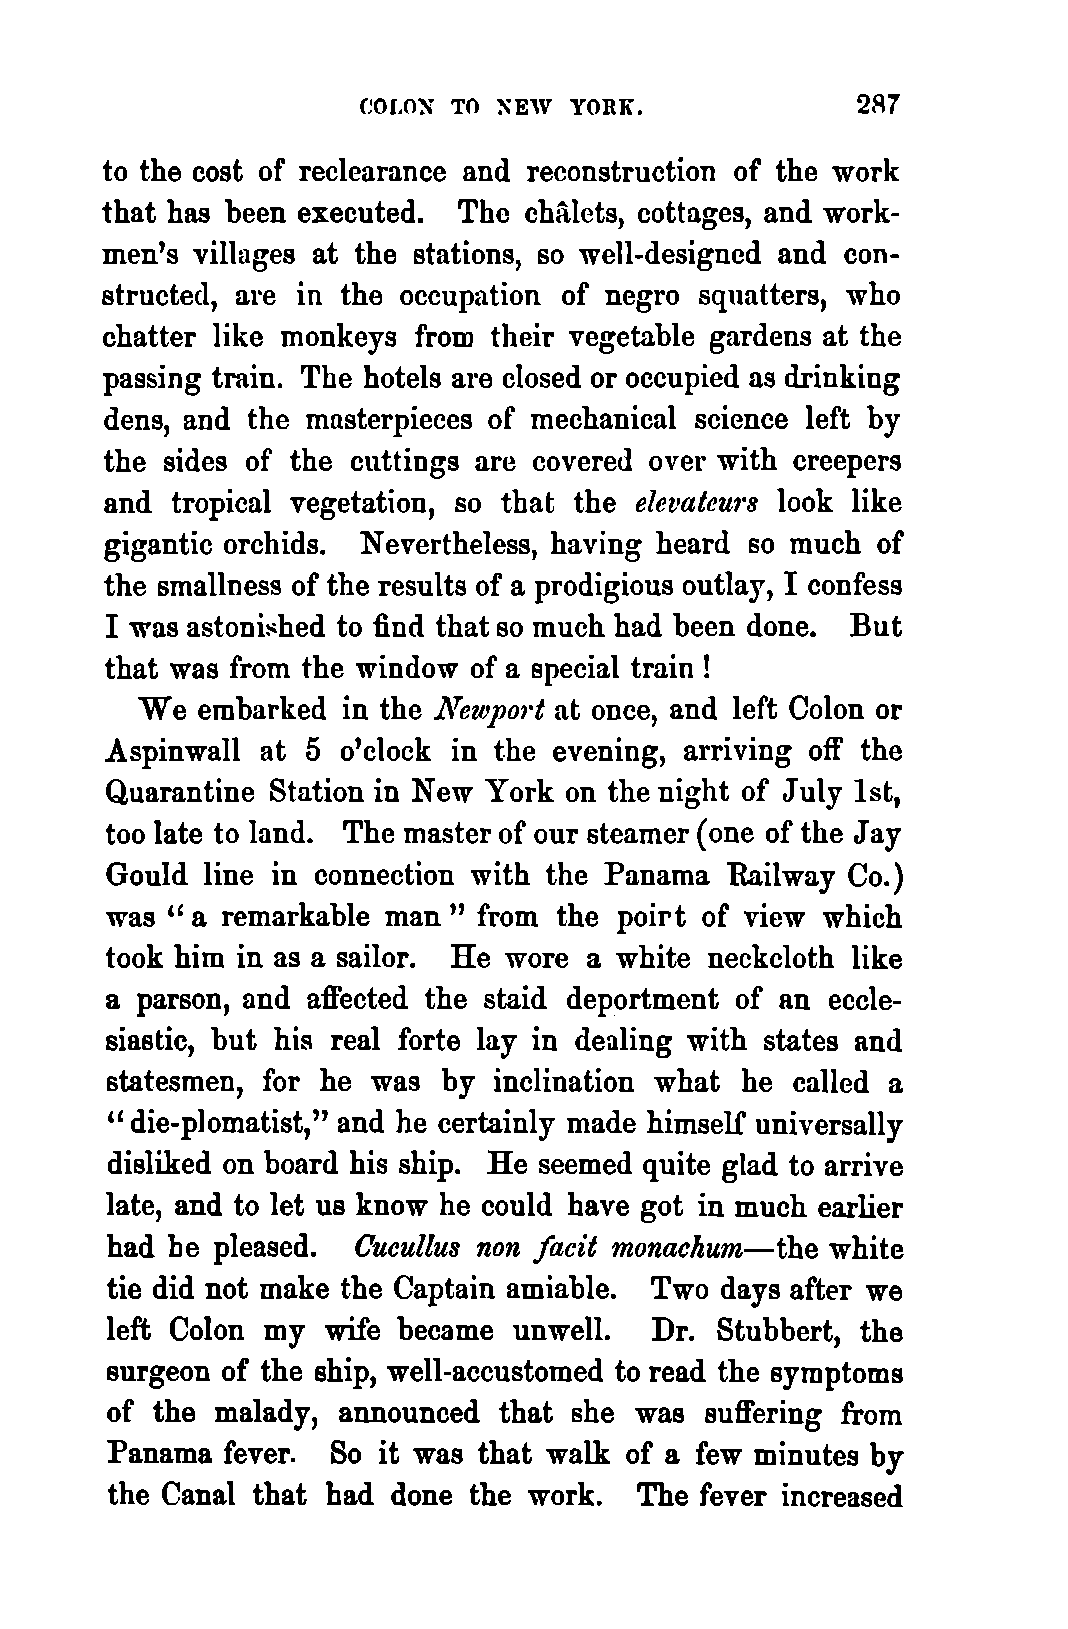 COLON TO NEW YORK. 287
to the cost of reclearance and reconstruction of the work
that has been executed. The châlets, cottages, and work-
men's villages at the stations, so well-designed and con-
structed, are in the occupation of negro squatters, who
chatter like monkeys from their vegetable gardens at the
passing train. The hotels are closed or occupied as drinking
dens, and the masterpieces of mechanical science left by
the sides of the cuttings are covered over with creepers
and tropical vegetation, so that the elevateurs look like
gigantic orchids. Nevertheless, having heard so much of
the smallness of the results of a prodigious outlay, I confess
I was astonished to find that so much had been done. But
that was from the window of a special train !
We embarked in the Newport at once, and left Colon or
Aspinwall at 5 o'clock in the evening, arriving off the
Quarantine Station in New York on the night of July 1st,
too late to land. The master of our steamer (one of the Jay
Gould line in connection with the Panama Railway Co.)
was "a remarkable man" from the point of view which
took him in as a sailor. He wore a white neckcloth like
a parson, and affected the staid deportment of an eccle-
siastic, but his real forte lay in dealing with states and
statesmen, for he was by inclination what he called a
"die-plomatist," and he certainly made himself universally
disliked on board his ship. He seemed quite glad to arrive
late, and to let us know he could have got in much earlier
had he pleased. Cucullus non facit monachum—the white
tie did not make the Captain amiable. Two days after we
left Colon my wife became unwell. Dr. Stubbert, the
surgeon of the ship, well-accustomed to read the symptoms
of the malady, announced that she was suffering from
Panama fever. So it was that walk of a few minutes by
the Canal that had done the work. The fever increased